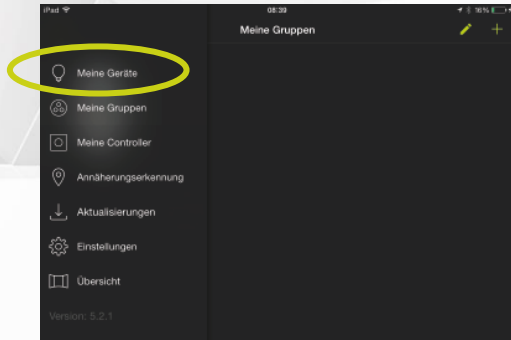 iPad
08:39
16%
Meine Gruppen
Meine Geräte
Meine Gruppen
Meine Controller
Annäherungserkennung
Aktualisierungen
Einstellungen
Übersicht
Version: 5.2.1